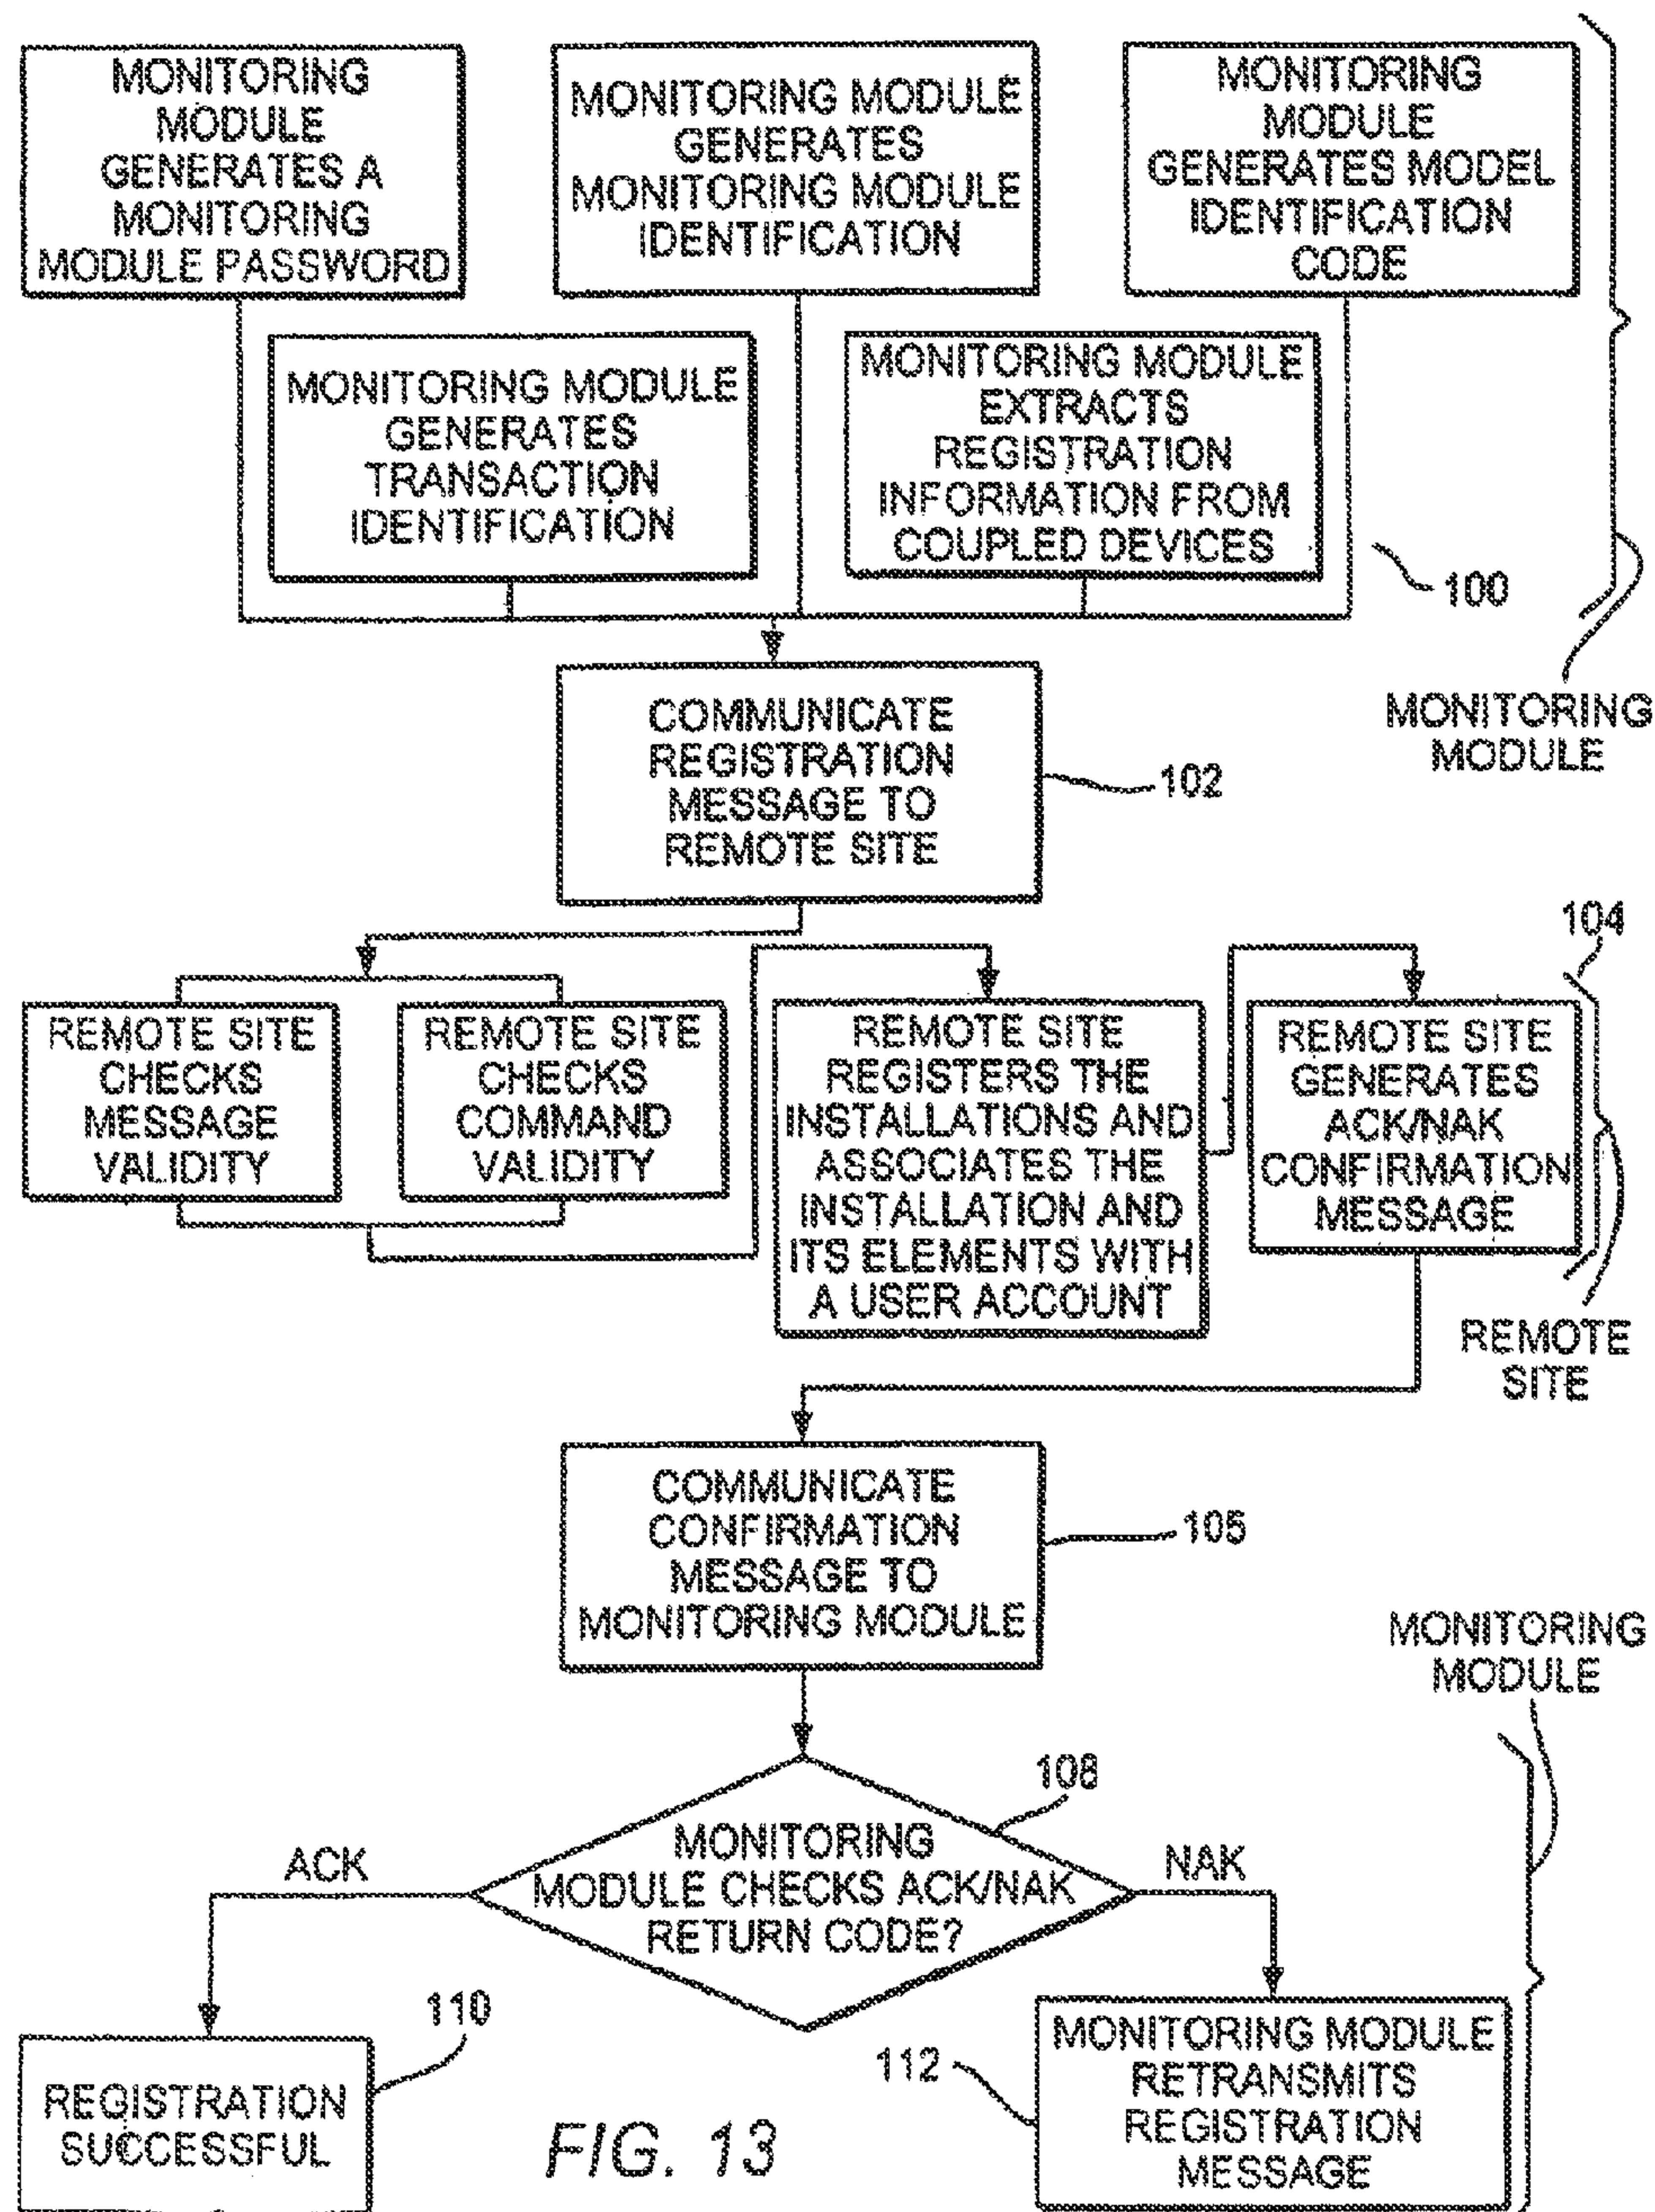 MONITORING
MODULE
GENERATES A
MONITORING
MODULE PASSWORD
MONITORING MODULE
GENERATES
MONITORING MODULE
IDENTIFICATION
MONITORING
MODULE
GENERATES MODEL
IDENTIFICATION
CODE
MONITORING MODULE
GENERATES
TRANSACTION
IDENTIFICATION
MONITORING MODULE
EXTRACTS
REGISTRATION
INFORMATION FROM
COUPLED DEVICES
100
MONITORING
MODULE
COMMUNICATE
REGISTRATION
MESSAGE TO
REMOTE SITE
102
104
REMOTE SITE
CHECKS
MESSAGE
VALIDITY
REMOTE SITE
CHECKS
COMMAND
VALIDITY
REMOTE SITE
REGISTERS THE
INSTALLATIONS AND
ASSOCIATES THE
INSTALLATION AND
ITS ELEMENTS WITH
A USER ACCOUNT
REMOTE SITE
GENERATES
ACK/NAK
CONFIRMATION
MESSAGE
REMOTE
SITE
COMMUNICATE
CONFIRMATION
MESSAGE TO
MONITORING MODULE
105
MONITORING
MODULE
108
MONITORING
MODULE CHECKS ACK/NAK
RETURN CODE?
ACK
NAK
110
REGISTRATION
SUCCESSFUL
112
MONITORING MODULE
RETRANSMITS
REGISTRATION
MESSAGE
FIG. 13